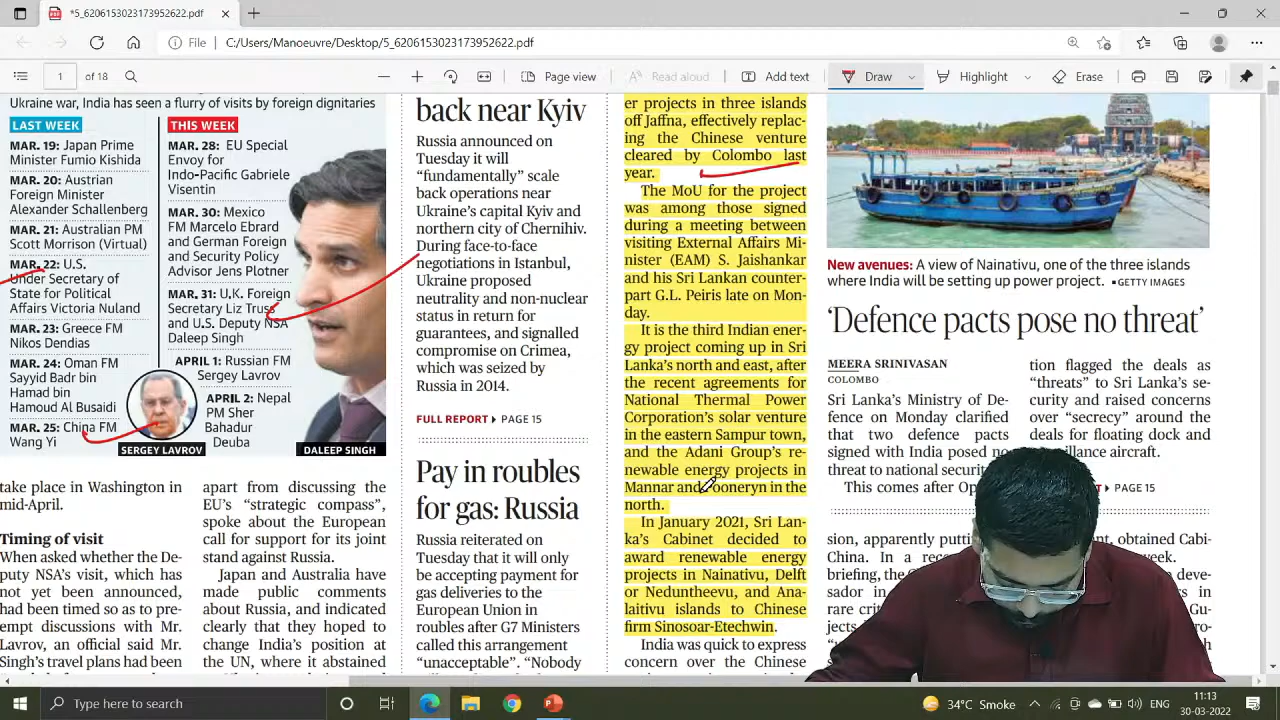 *5_6206153023173952622.pdf
File
C:/Users/Manoeuvre/Desktop/5_6206153023173952622.pdf
1
of 18
Page view
Read aloud
Add text
Draw
Highlight
Erase
Ukraine war, India has seen a flurry of visits by foreign dignitaries
LAST WEEK
MAR. 19: Japan Prime
Minister Fumio Kishida
MAR. 20: Austrian
Foreign Minister
Alexander Schallenberg
MAR. 21: Australian PM
Scott Morrison (Virtual)
MAR. 22: U.S.
Under Secretary of
State for Political
Affairs Victoria Nuland
MAR. 23: Greece FM
Nikos Dendias
MAR. 24: Oman FM
Sayyid Badr bin
Hamad bin
Hamoud Al Busaidi
MAR. 25: China FM
Wang Yi
THIS WEEK
MAR. 28: EU Special
Envoy for
Indo-Pacific Gabriele
Visentin
MAR. 30: Mexico
FM Marcelo Ebrard
and German Foreign
and Security Policy
Advisor Jens Plotner
MAR. 31: U.K. Foreign
Secretary Liz Truss
and U.S. Deputy NSA
Daleep Singh
APRIL 1: Russian FM
Sergey Lavrov
APRIL 2: Nepal
PM Sher
Bahadur
Deuba
SERGEY LAVROV
DALEEP SINGH
take place in Washington in
mid-April.
Timing of visit
When asked whether the De-
puty NSA's visit, which has
not yet been announced,
had been timed so as to pre-
empt discussions with Mr.
Lavrov, an official said Mr.
Singh's travel plans had been
apart from discussing the
EU's "strategic compass",
spoke about the European
call for support for its joint
stand against Russia.
Japan and Australia have
made public comments
about Russia, and indicated
clearly that they hoped to
change India's position at
the UN, where it abstained
back near Kyiv
Russia announced on
Tuesday it will
"fundamentally" scale
back operations near
Ukraine's capital Kyiv and
northern city of Chernihiv.
During face-to-face
negotiations in Istanbul,
Ukraine proposed
neutrality and non-nuclear
status in return for
guarantees, and signalled
compromise on Crimea,
which was seized by
Russia in 2014.
FULL REPORT PAGE 15
Pay in roubles
for gas: Russia
Russia reiterated on
Tuesday that it will only
be accepting payment for
gas deliveries to the
European Union in
roubles after G7 Ministers
called this arrangement
"unacceptable". "Nobody
er projects in three islands
off Jaffna, effectively replac-
ing the Chinese venture
cleared by Colombo last
year.
The MoU for the project
was among those signed
during a meeting between
visiting External Affairs Mi-
nister (EAM) S. Jaishankar
and his Sri Lankan counter-
part G.L. Peiris late on Mon-
day.
It is the third Indian ener-
gy project coming up in Sri
Lanka's north and east, after
the recent agreements for
National Thermal Power
Corporation's solar venture
in the eastern Sampur town,
and the Adani Group's re-
newable energy projects in
Mannar and Pooneryn in the
north.
In January 2021, Sri Lan-
ka's Cabinet decided to
award renewable energy
projects in Nainativu, Delft
or Neduntheevu, and Ana-
laitivu islands to Chinese
firm Sinosoar-Etechwin.
India was quick to express
concern over the Chinese
New avenues: A view of Nainativu, one of the three islands
where India will be setting up power project. ▪GETTY IMAGES
'Defence pacts pose no threat'
MEERA SRINIVASAN
COLOMBO
Sri Lanka's Ministry of De-
fence on Monday clarified
that two defence pacts
signed with India posed no
threat to national
This comes after
tion flagged the deals as
"threats" to Sri Lanka's se-
curity and raised concerns
over "secrecy" around the
deals for floating dock and
aircraft.
PAGE 15
sion, apparently
China. In a
briefing, the
sador in
rare
obtained Cabi-
week.
Type here to search
34°C Smoke
ENG
11:13
30-03-2022